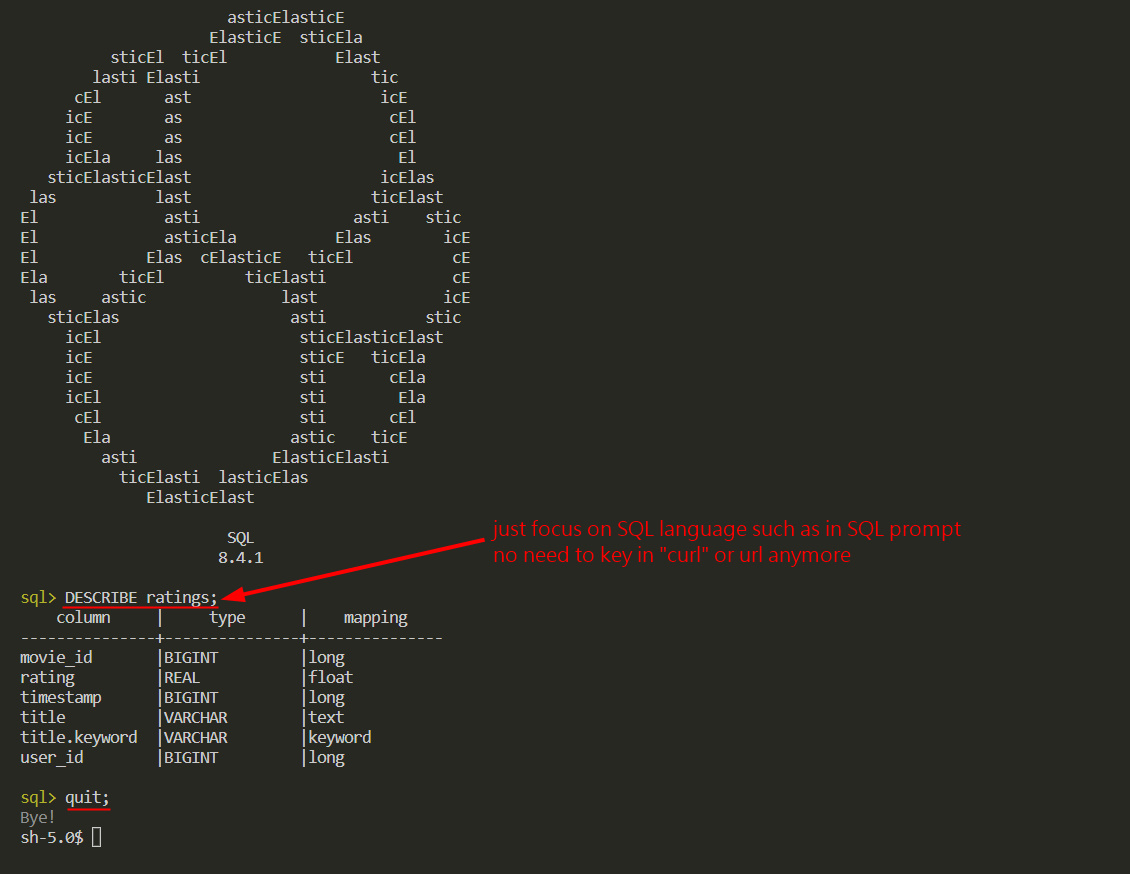 asticElasticE
                     ElasticE  sticEla
          sticEl  ticEl            Elast
        lasti Elasti                   tic
      cEl       ast                     icE
     icE        as                       cEl
     icE        as                       cEl
     icEla     las                        El
   sticElasticElast                     icElas
 las           last                    ticElast
El              asti                 asti    stic
El              asticEla           Elas        icE
El            Elas  cElasticE   ticEl           cE
Ela        ticEl         ticElasti              cE
 las     astic               last              icE
   sticElas                   asti           stic
     icEl                      sticElasticElast
     icE                       sticE   ticEla
     icE                       sti       cEla
     icEl                      sti        Ela
      cEl                      sti       cEl
       Ela                    astic    ticE
         asti               ElasticElasti
           ticElasti  lasticElas
              ElasticElast
SQL
8.4.1
just focus on SQL language such as in SQL prompt
no need to key in "curl" or url anymore
sql> DESCRIBE ratings;
    column     |     type      |    mapping
---------------+---------------+---------------
movie_id       |BIGINT         |long
rating         |REAL           |float
timestamp      |BIGINT         |long
title          |VARCHAR        |text
title.keyword  |VARCHAR        |keyword
user_id        |BIGINT         |long
sql> quit;
Bye!
sh-5.0$